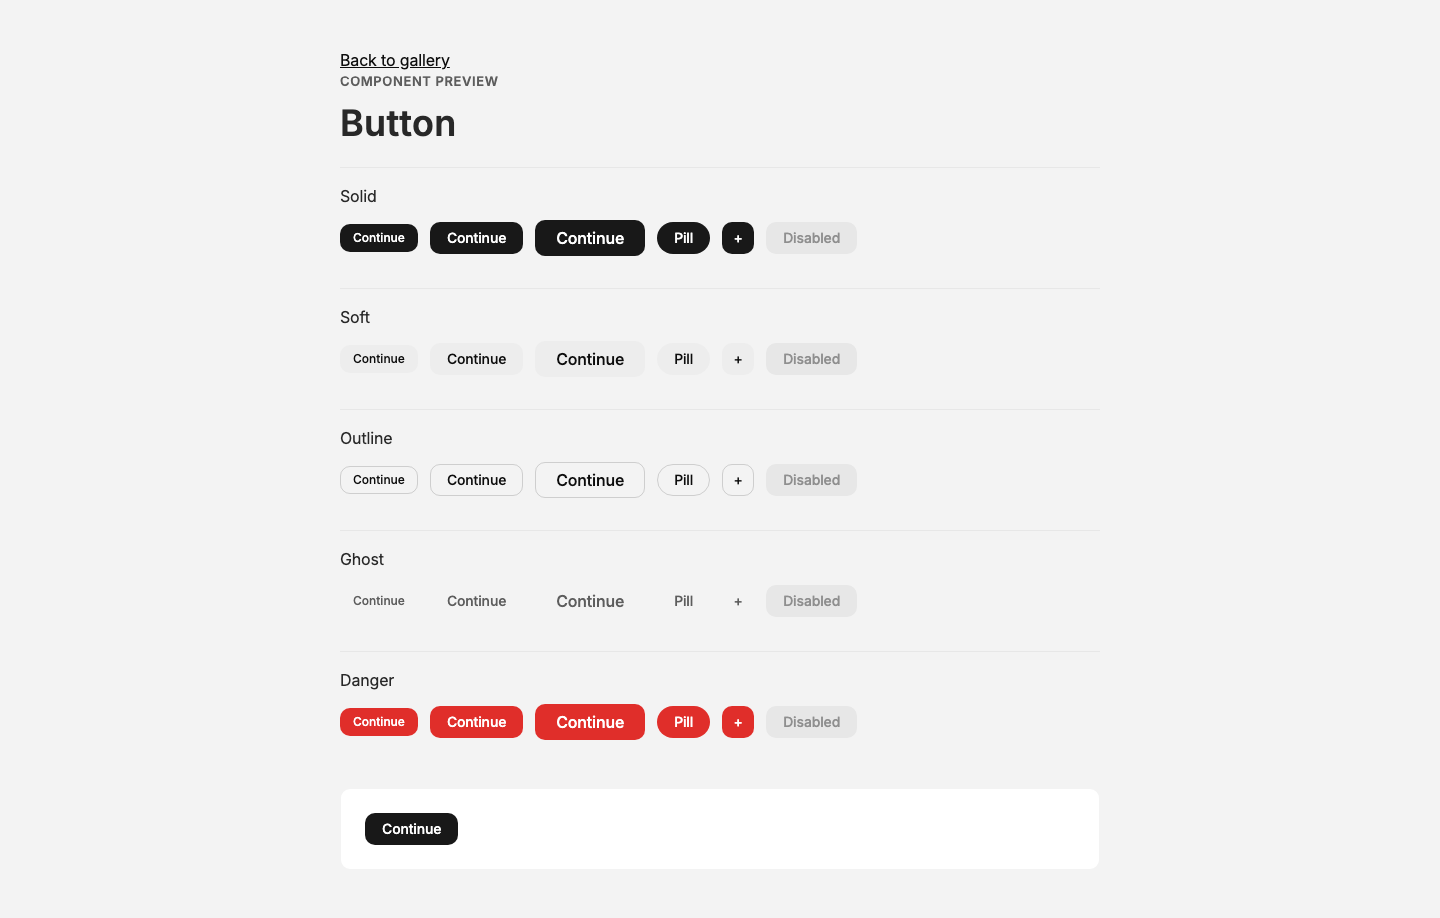 Back to gallery
COMPONENT PREVIEW
Button
Solid
Continue Continue Continue Pill + Disabled
Soft
Continue Continue Continue Pill + Disabled
Outline
Continue Continue Continue Pill + Disabled
Ghost
Continue Continue Continue Pill + Disabled
Danger
Continue Continue Continue Pill + Disabled
Continue